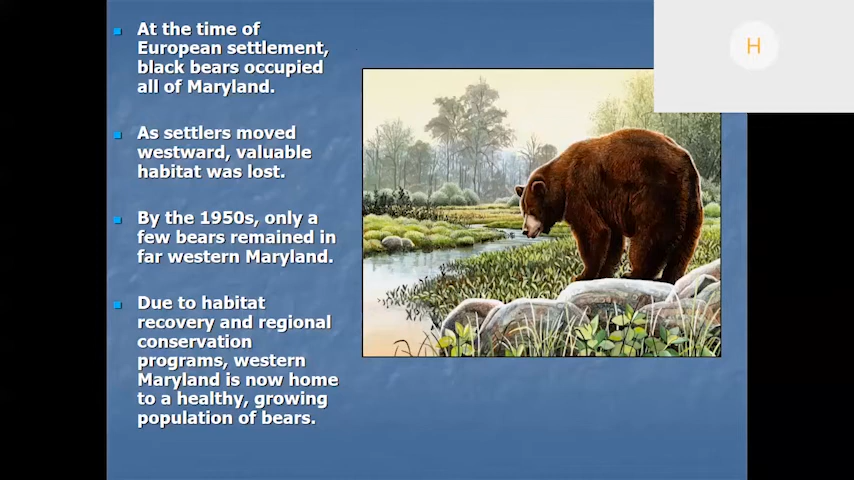 At the time of
European settlement,
black bears occupied
all of Maryland.
As settlers moved
westward, valuable
habitat was lost.
By the 1950s, only a
few bears remained in
far western Maryland.
Due to habitat
recovery and regional
conservation
programs, western
Maryland is now home
to a healthy, growing
population of bears.
H